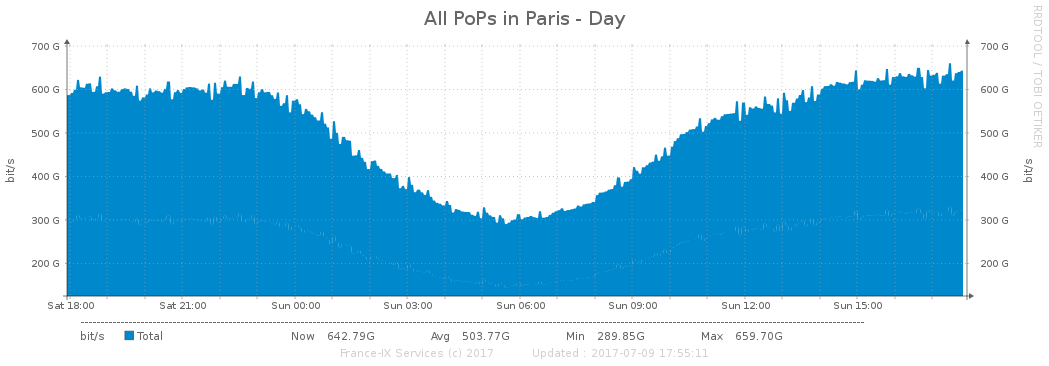 All PoPs in Paris - Day
RRDTOOL / TOBI OETIKER
700 G 700 G
600 G 600 G
500 G 500 G
400 G 400 G
300 G 300 G
200 G 200 G
bit/s bit/s
Sat 18:00 Sat 21:00 Sun 00:00 Sun 03:00 Sun 06:00 Sun 09:00 Sun 12:00 Sun 15:00
bit/s Total Now 642.79G Avg 503.77G Min 289.85G Max 659.70G
France-IX Services (c) 2017 Updated : 2017-07-09 17:55:11